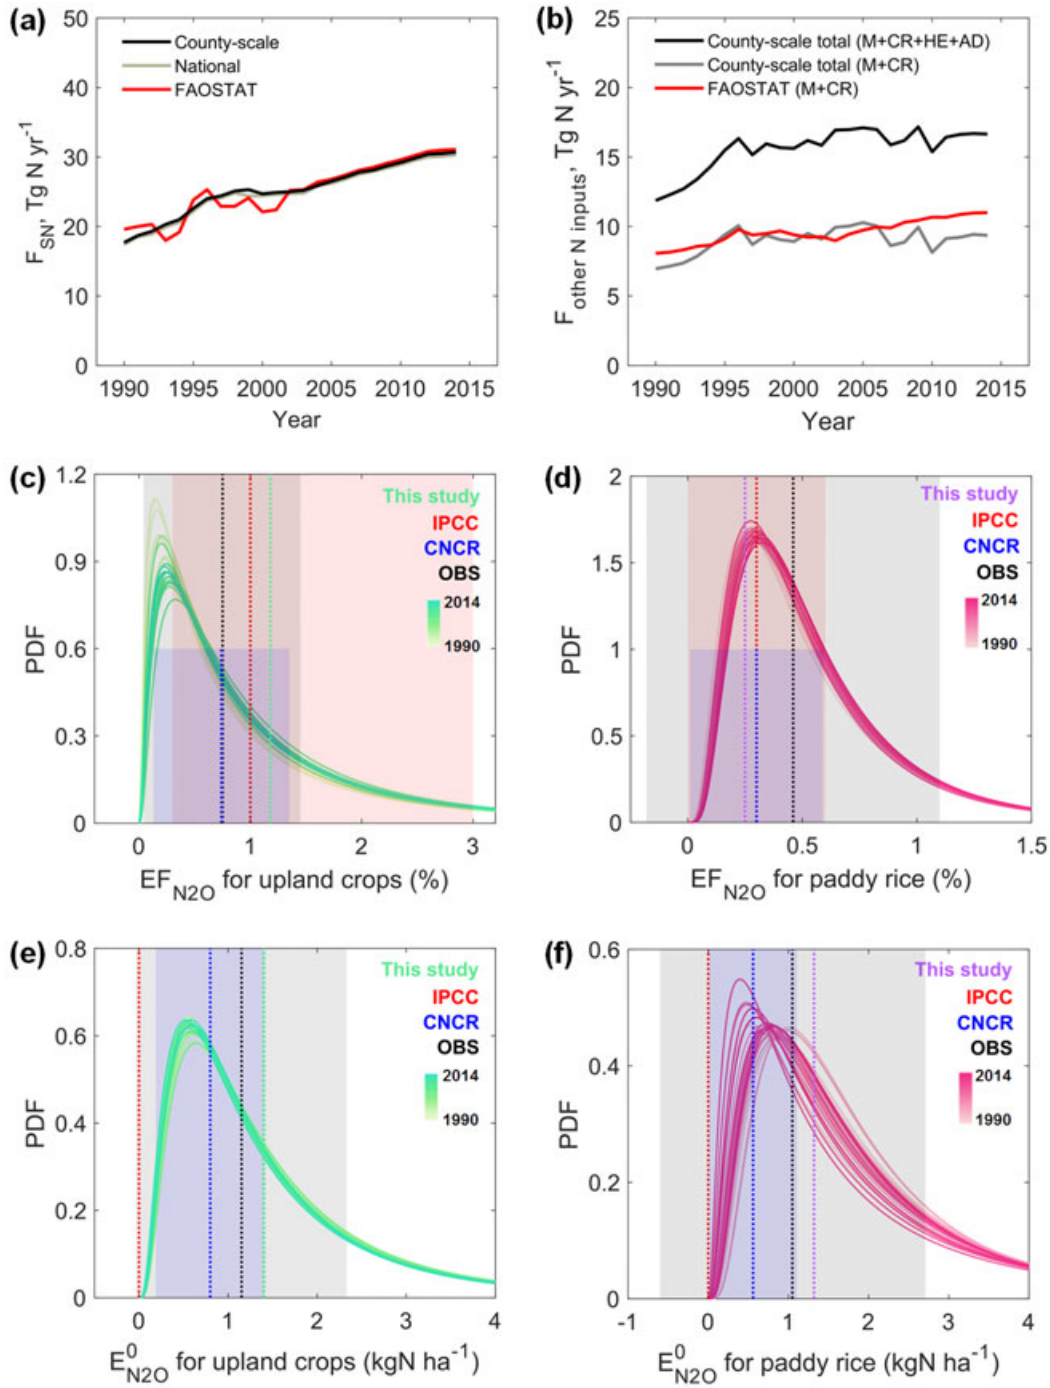 (a)
50
40
30
20
10
0
F_SN, Tg N yr⁻¹
County-scale
National
FAOSTAT
1990 1995 2000 2005 2010
Year
(b)
25
20
15
10
5
0
F_other N inputs, Tg N yr⁻¹
County-scale total (M+CR+HE+AD)
County-scale total (M+CR)
FAOSTAT (M+CR)
1990 1995 2000 2005 2010 2015
Year
(c)
1.2
0.9
0.6
0.3
0
PDF
This study
IPCC
CNCR
OBS
2014
1990
0 1 2 3
EF_N2O for upland crops (%)
(d)
2
1.5
1
0.5
0
PDF
This study
IPCC
CNCR
OBS
2014
1990
0 0.5 1 1.5
EF_N2O for paddy rice (%)
(e)
0.8
0.6
0.4
0.2
0
PDF
This study
IPCC
CNCR
OBS
2014
1990
0 1 2 3 4
E⁰_N2O for upland crops (kgN ha⁻¹)
(f)
0.6
0.4
0.2
0
PDF
This study
IPCC
CNCR
OBS
2014
1990
-1 0 1 2 3 4
E⁰_N2O for paddy rice (kgN ha⁻¹)